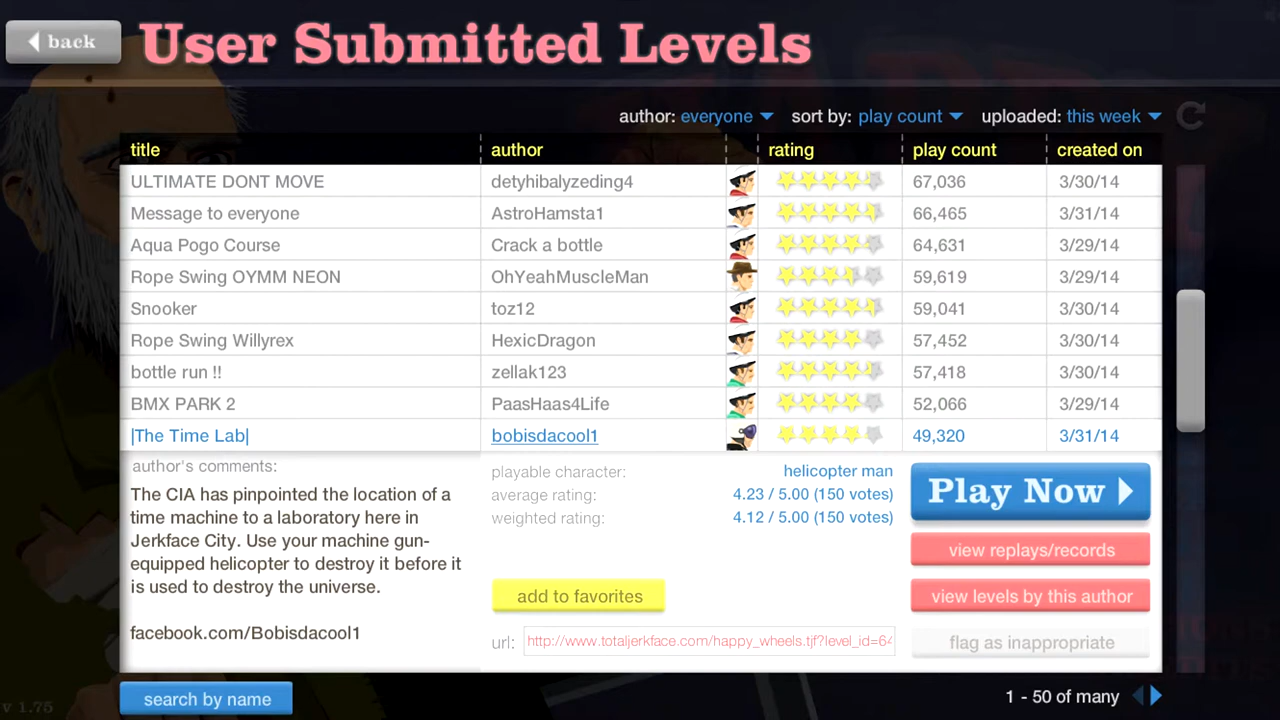 back
User Submitted Levels
author: everyone sort by: play count uploaded: this week
title author rating play count created on
ULTIMATE DONT MOVE detyhibalyzeding4 67,036 3/30/14
Message to everyone AstroHamsta1 66,465 3/31/14
Aqua Pogo Course Crack a bottle 64,631 3/29/14
Rope Swing OYMM NEON OhYeahMuscleMan 59,619 3/29/14
Snooker toz12 59,041 3/30/14
Rope Swing Willyrex HexicDragon 57,452 3/30/14
bottle run !! zellak123 57,418 3/30/14
BMX PARK 2 PaasHaas4Life 52,066 3/29/14
|The Time Lab| bobisdacool1 49,320 3/31/14
author's comments:
The CIA has pinpointed the location of a
time machine to a laboratory here in
Jerkface City. Use your machine gun-
equipped helicopter to destroy it before it
is used to destroy the universe.
facebook.com/Bobisdacool1
playable character: helicopter man
average rating: 4.23 / 5.00 (150 votes)
weighted rating: 4.12 / 5.00 (150 votes)
add to favorites
url: http://www.totaljerkface.com/happy_wheels.tjf?level_id=64
Play Now
view replays/records
view levels by this author
flag as inappropriate
search by name
1 - 50 of many
v 1.75